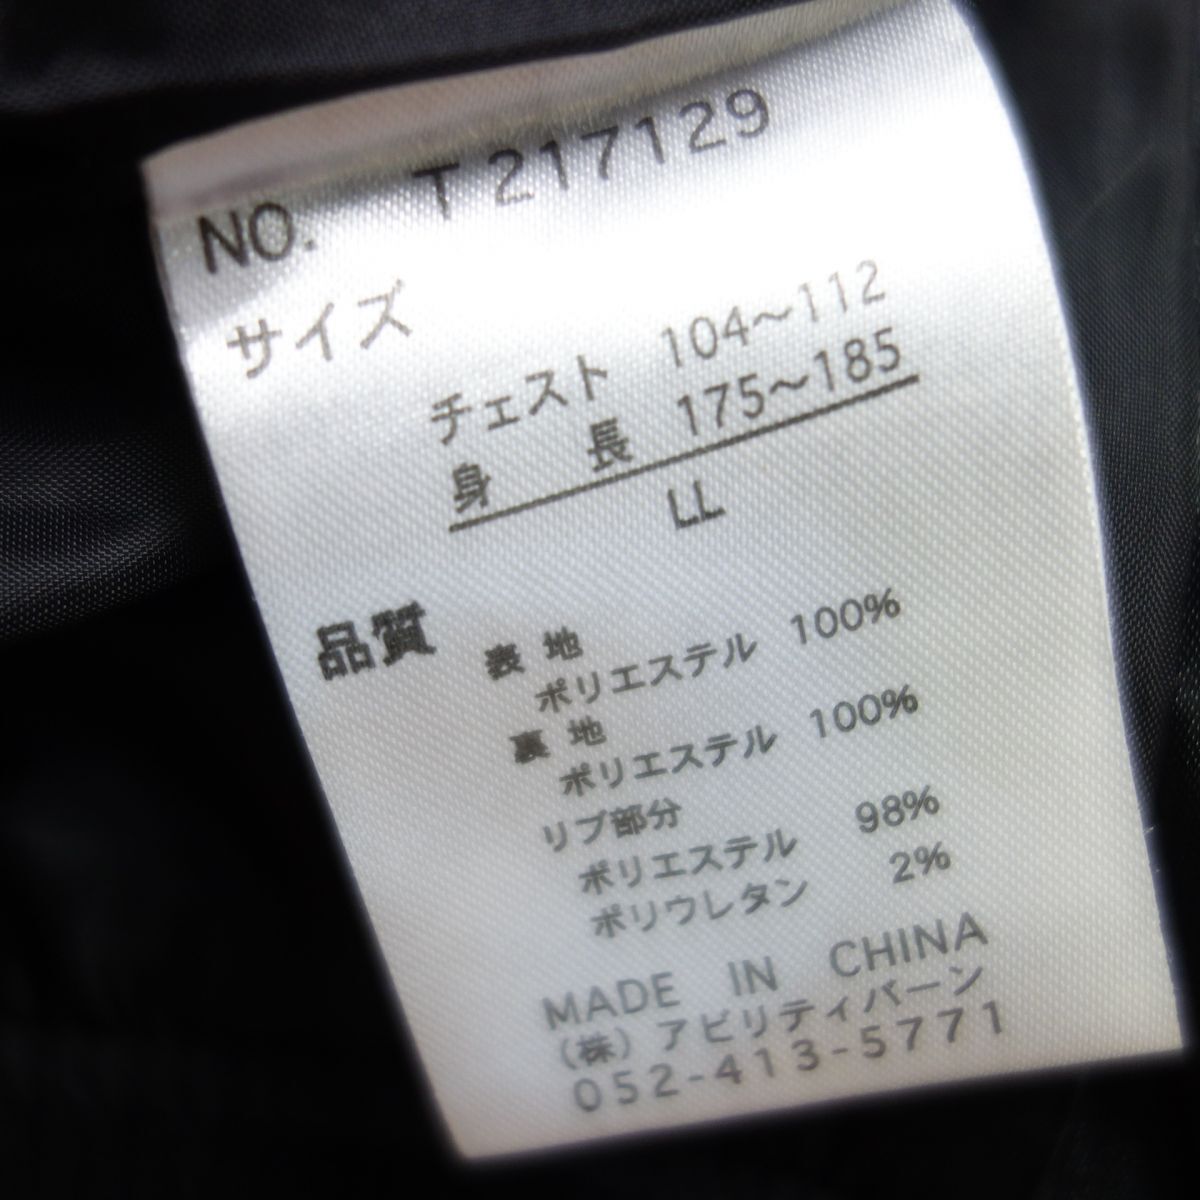 NO. T217129
サイズ
チェスト 104～112
身長 175～185
LL
品質
表地
ポリエステル 100%
裏地
ポリエステル 100%
リブ部分
ポリエステル 98%
ポリウレタン 2%
MADE IN CHINA
(株)アビリティバーン
052-413-5771